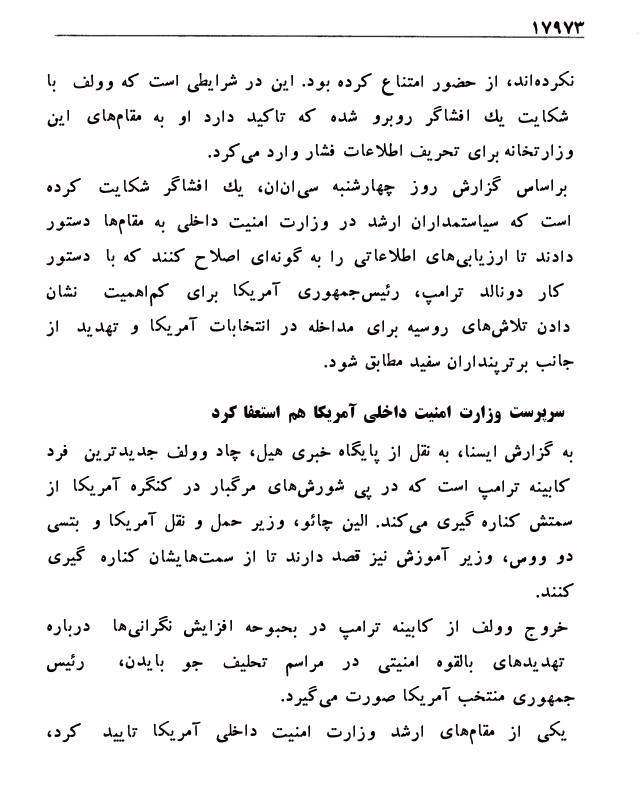 ۱۷۹۷۳
نکرده‌اند، از حضور امتناع کرده بود. این در شرایطی است که وولف با
شکایت یك افشاگر روبرو شده که تاکید دارد او به مقام‌های این
وزارتخانه برای تحریف اطلاعات فشار وارد می‌کرد.
براساس گزارش روز چهارشنبه سی‌ان‌ان، یك افشاگر شکایت کرده
است که سیاستمداران ارشد در وزارت امنیت داخلی به مقام‌ها دستور
دادند تا ارزیابی‌های اطلاعاتی را به گونه‌ای اصلاح کنند که با دستور
کار دونالد ترامپ، رئیس‌جمهوری آمریکا برای کم‌اهمیت نشان
دادن تلاش‌های روسیه برای مداخله در انتخابات آمریکا و تهدید از
جانب برترپنداران سفید مطابق شود.
سرپرست وزارت امنیت داخلی آمریکا هم استعفا کرد
به گزارش ایسنا، به نقل از پایگاه خبری هیل، چاد وولف جدیدترین فرد
کابینه ترامپ است که در پی شورش‌های مرگبار در کنگره آمریکا از
سمتش کناره گیری می‌کند. الین چائو، وزیر حمل و نقل آمریکا و بتسی
دو ووس، وزیر آموزش نیز قصد دارند تا از سمت‌هایشان کناره گیری
کنند.
خروج وولف از کابینه ترامپ در بحبوحه افزایش نگرانی‌ها درباره
تهدیدهای بالقوه امنیتی در مراسم تحلیف جو بایدن، رئیس
جمهوری منتخب آمریکا صورت می‌گیرد.
یکی از مقام‌های ارشد وزارت امنیت داخلی آمریکا تایید کرد،